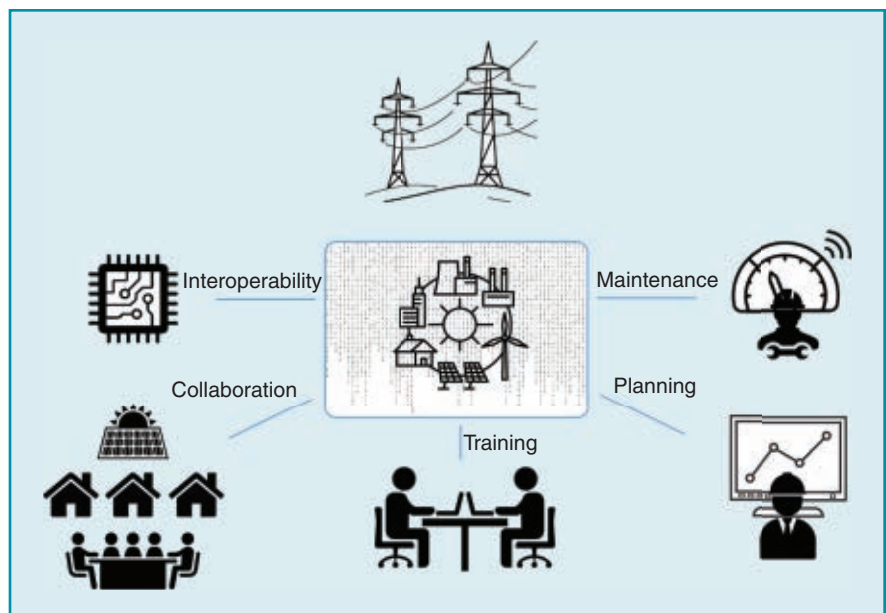 Interoperability
Maintenance
Collaboration
Planning
Training